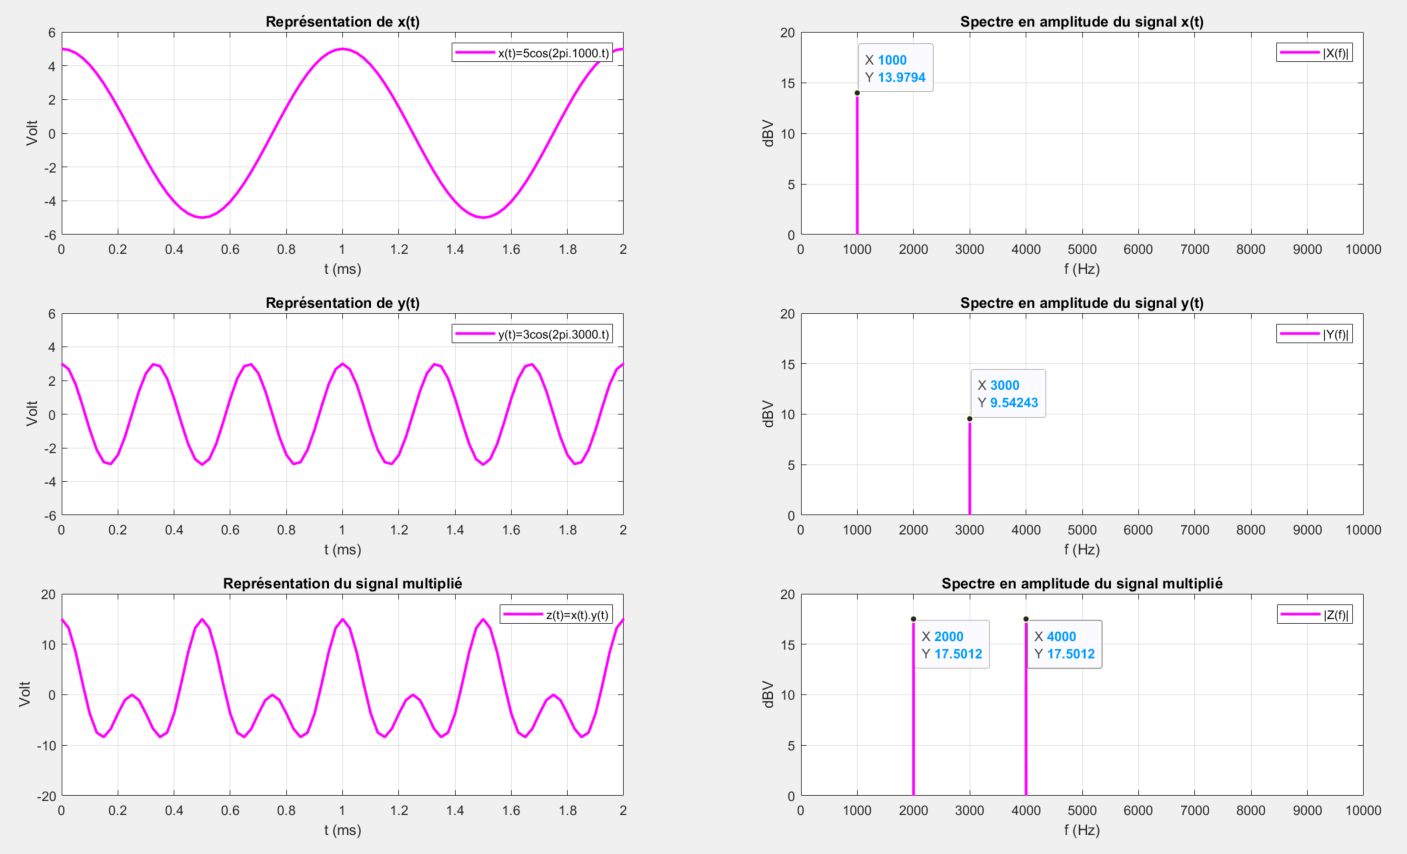 Représentation de x(t)
6
4
2
0
-2
-4
-6
Volt
x(t)=5cos(2pi.1000.t)
0 0.2 0.4 0.6 0.8 1 1.2 1.4 1.6 1.8 2
t (ms)
Spectre en amplitude du signal x(t)
20
15
10
5
0
dBV
|X(f)|
X 1000
Y 13.9794
0 1000 2000 3000 4000 5000 6000 7000 8000 9000 10000
f (Hz)
Représentation de y(t)
6
4
2
0
-2
-4
-6
Volt
y(t)=3cos(2pi.3000.t)
0 0.2 0.4 0.6 0.8 1 1.2 1.4 1.6 1.8 2
t (ms)
Spectre en amplitude du signal y(t)
20
15
10
5
0
dBV
|Y(f)|
X 3000
Y 9.54243
0 1000 2000 3000 4000 5000 6000 7000 8000 9000 10000
f (Hz)
Représentation du signal multiplié
20
10
0
-10
-20
Volt
z(t)=x(t).y(t)
0 0.2 0.4 0.6 0.8 1 1.2 1.4 1.6 1.8 2
t (ms)
Spectre en amplitude du signal multiplié
20
15
10
5
0
dBV
|Z(f)|
X 2000
Y 17.5012
X 4000
Y 17.5012
0 1000 2000 3000 4000 5000 6000 7000 8000 9000 10000
f (Hz)